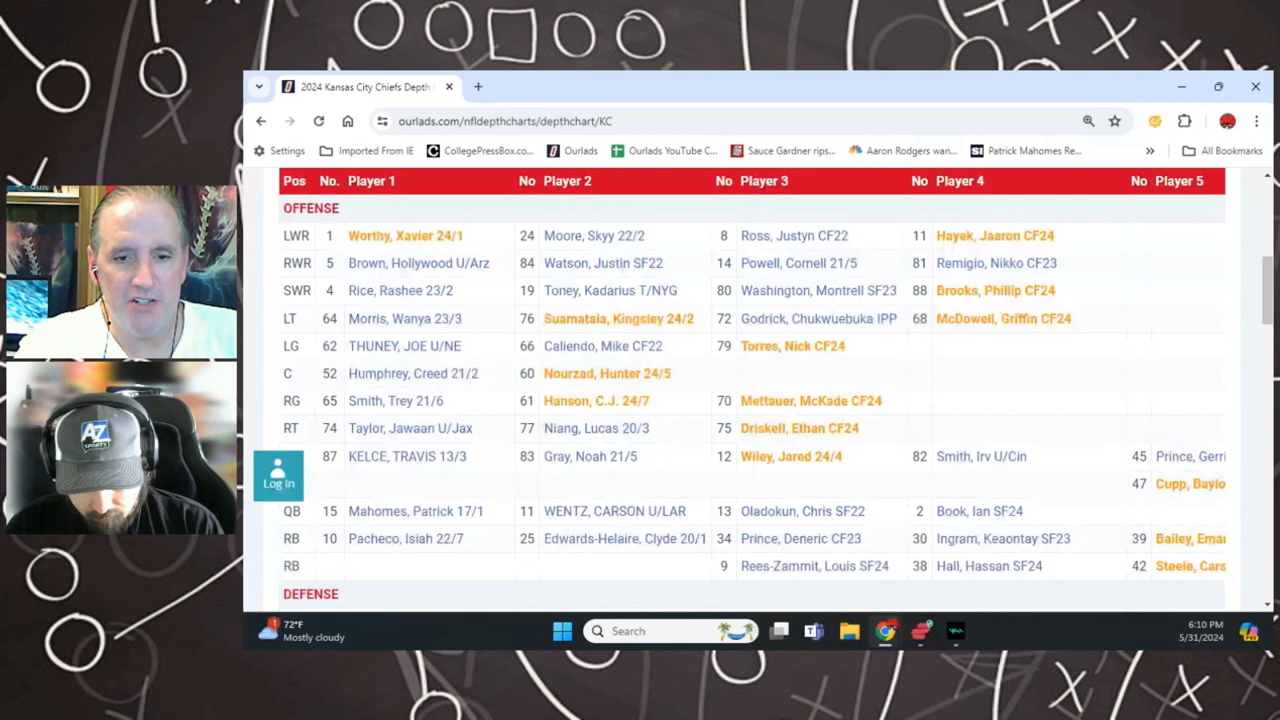 2024 Kansas City Chiefs Depth
ourlads.com/nfldepthcharts/depthchart/KC
Settings Imported From IE CollegePressBox.co... Ourlads Ourlads YouTube C... Sauce Gardner rips... Aaron Rodgers wan... Patrick Mahomes Re... » All Bookmarks
Pos No. Player 1 No Player 2 No Player 3 No Player 4 No Player 5
OFFENSE
LWR 1 Worthy, Xavier 24/1 24 Moore, Skyy 22/2 8 Ross, Justyn CF22 11 Hayek, Jaaron CF24
RWR 5 Brown, Hollywood U/Arz 84 Watson, Justin SF22 14 Powell, Cornell 21/5 81 Remigio, Nikko CF23
SWR 4 Rice, Rashee 23/2 19 Toney, Kadarius T/NYG 80 Washington, Montrell SF23 88 Brooks, Phillip CF24
LT 64 Morris, Wanya 23/3 76 Suamataia, Kingsley 24/2 72 Godrick, Chukwuebuka IPP 68 McDowell, Griffin CF24
LG 62 THUNEY, JOE U/NE 66 Caliendo, Mike CF22 79 Torres, Nick CF24
C 52 Humphrey, Creed 21/2 60 Nourzad, Hunter 24/5
RG 65 Smith, Trey 21/6 61 Hanson, C.J. 24/7 70 Mettauer, McKade CF24
RT 74 Taylor, Jawaan U/Jax 77 Niang, Lucas 20/3 75 Driskell, Ethan CF24
87 KELCE, TRAVIS 13/3 83 Gray, Noah 21/5 12 Wiley, Jared 24/4 82 Smith, Irv U/Cin 45 Prince, Gerri
47 Cupp, Baylo
Log In
QB 15 Mahomes, Patrick 17/1 11 WENTZ, CARSON U/LAR 13 Oladokun, Chris SF22 2 Book, Ian SF24
RB 10 Pacheco, Isiah 22/7 25 Edwards-Helaire, Clyde 20/1 34 Prince, Deneric CF23 30 Ingram, Keaontay SF23 39 Bailey, Emar
RB 9 Rees-Zammit, Louis SF24 38 Hall, Hassan SF24 42 Steele, Cars
DEFENSE
AZ
SPORTS
1 72°F
Mostly cloudy
Search
6:10 PM
5/31/2024